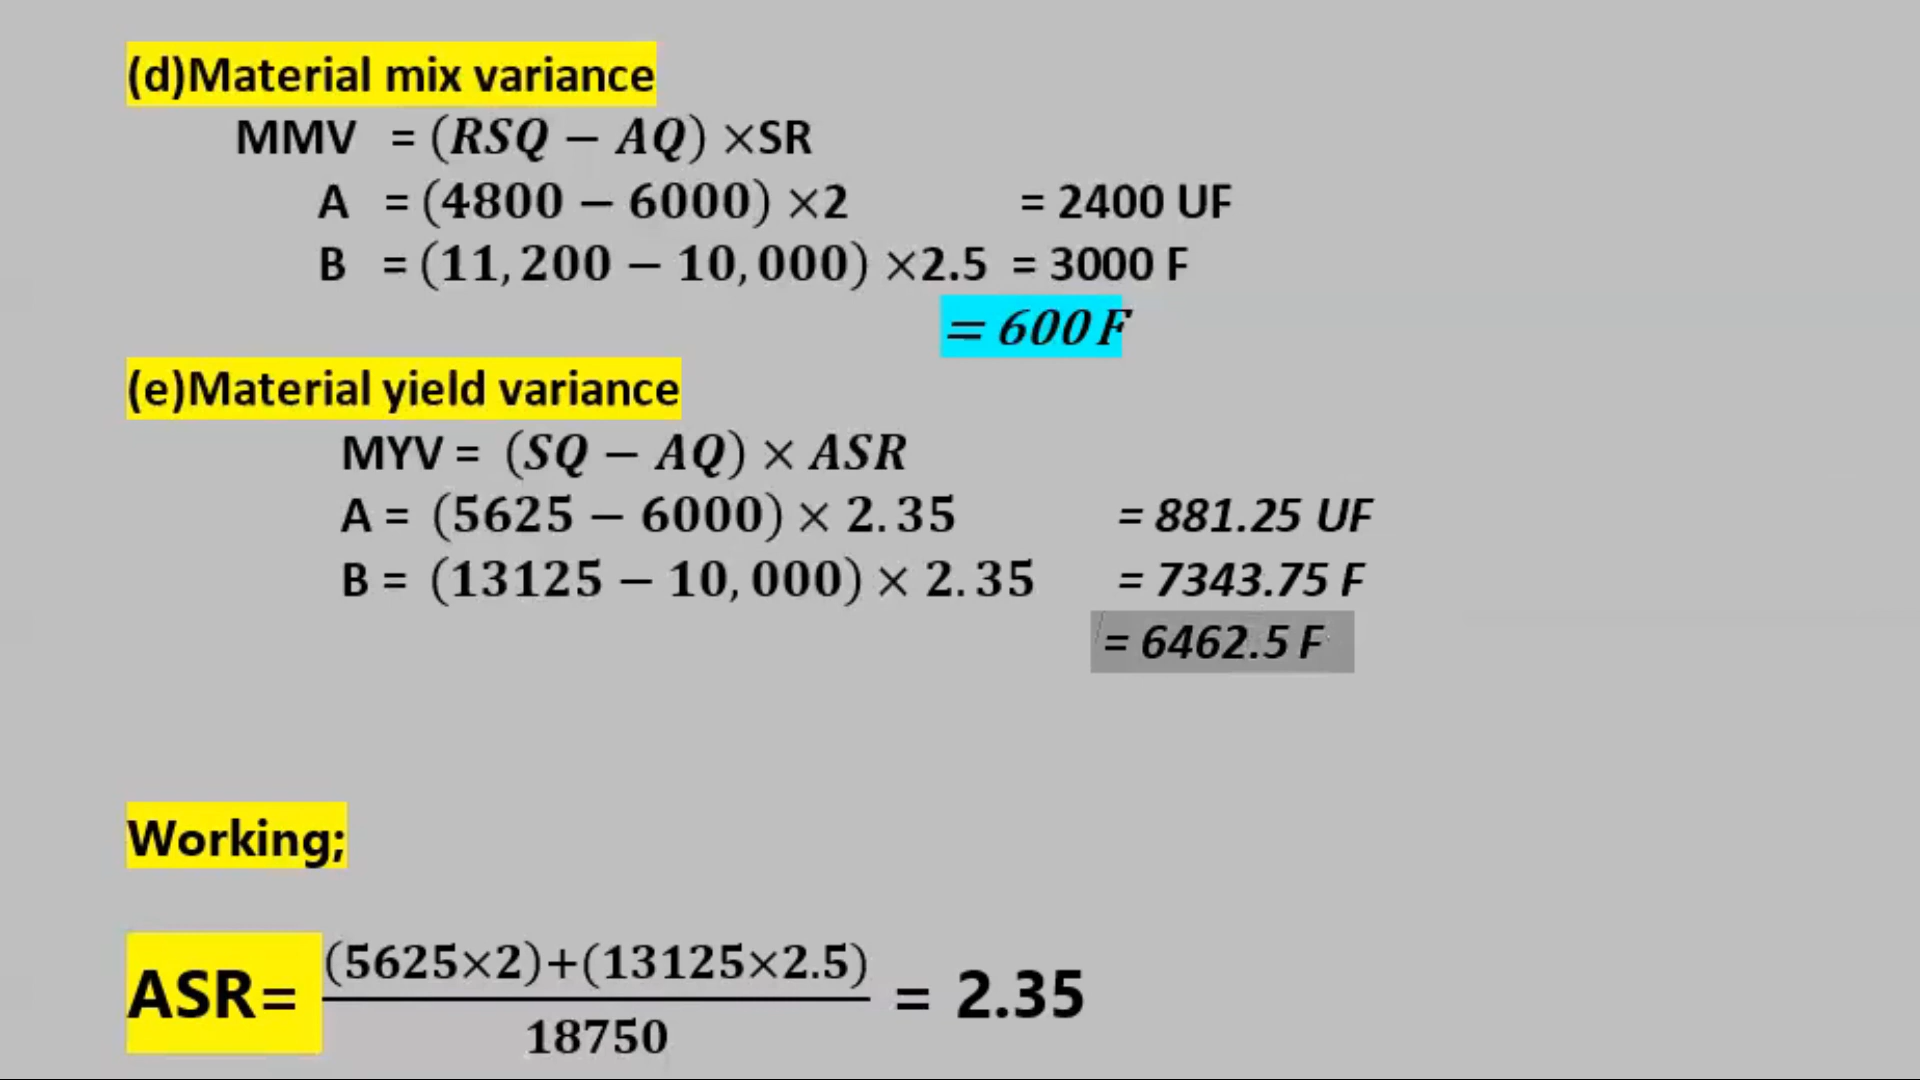 (d)Material mix variance
MMV = (RSQ − AQ) ×SR
A = (4800 − 6000) ×2 = 2400 UF
B = (11,200 − 10,000) ×2.5 = 3000 F
= 600 F
(e)Material yield variance
MYV = (SQ − AQ) × ASR
A = (5625 − 6000) × 2.35 = 881.25 UF
B = (13125 − 10,000) × 2.35 = 7343.75 F
= 6462.5 F
Working;
(5625×2)+(13125×2.5)
ASR= = 2.35
18750